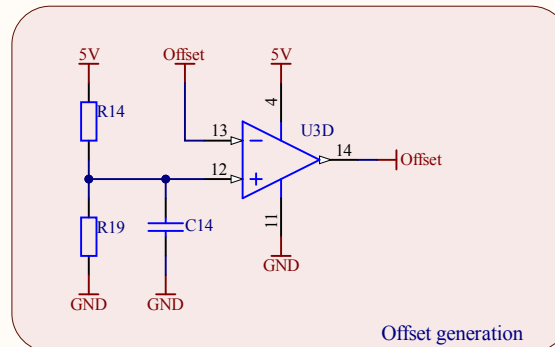 5V
Offset
5V
R14
4
U3D
13
14
Offset
12
R19
C14
11
GND
GND
GND
Offset generation